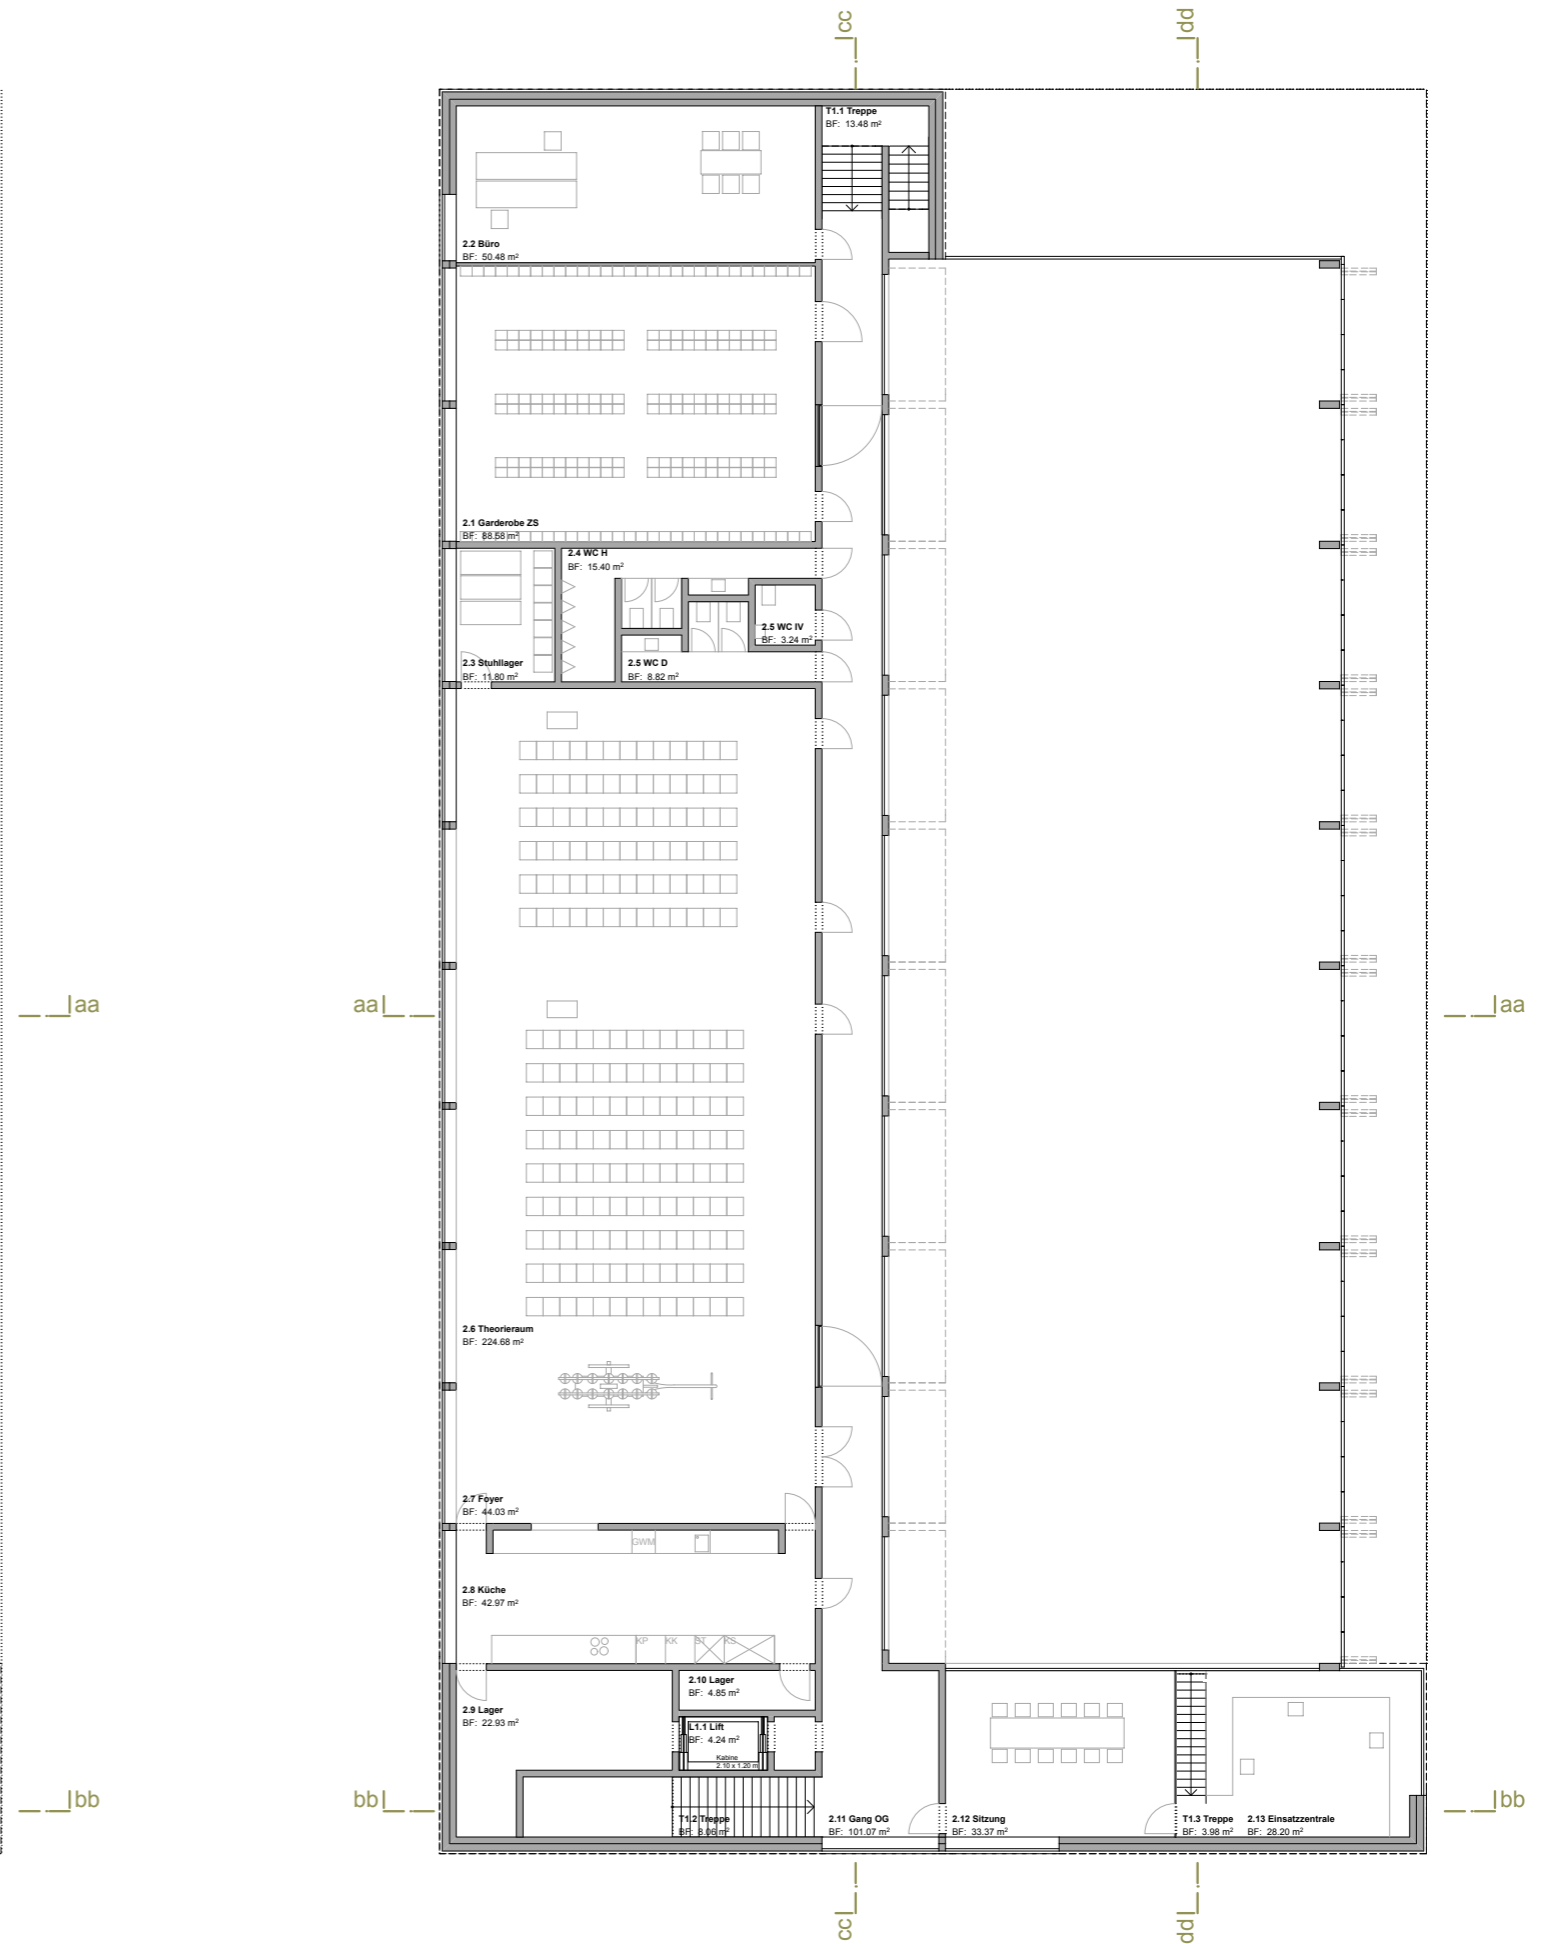 cc
dd
T1.1 Treppe
BF: 13.48 m²
2.2 Büro
BF: 50.48 m²
2.1 Garderobe ZS
BF: 88.58 m²
2.4 WC H
BF: 15.40 m²
2.5 WC IV
BF: 3.24 m²
2.3 Stuhllager
BF: 11.80 m²
2.5 WC D
BF: 8.82 m²
aa
aa
aa
2.6 Theorieraum
BF: 224.68 m²
2.7 Foyer
BF: 44.03 m²
GWM
2.8 Küche
BF: 42.97 m²
KP KK ST KS
2.10 Lager
BF: 4.85 m²
2.9 Lager
BF: 22.93 m²
L1.1 Lift
BF: 4.24 m²
Kabine
2.10 x 1.20 m
bb
bb
bb
T1.2 Treppe
BF: 8.06 m²
2.11 Gang OG
BF: 101.07 m²
2.12 Sitzung
BF: 33.37 m²
T1.3 Treppe
BF: 3.98 m²
2.13 Einsatzzentrale
BF: 28.20 m²
cc
dd